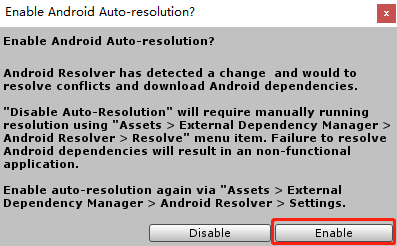 Enable Android Auto-resolution?
x
Enable Android Auto-resolution?
Android Resolver has detected a change  and would to
resolve conflicts and download Android dependencies.
"Disable Auto-Resolution" will require manually running
resolution using "Assets > External Dependency Manager >
Android Resolver > Resolve" menu item. Failure to resolve
Android dependencies will result in an non-functional
application.
Enable auto-resolution again via "Assets > External
Dependency Manager > Android Resolver > Settings.
Disable
Enable